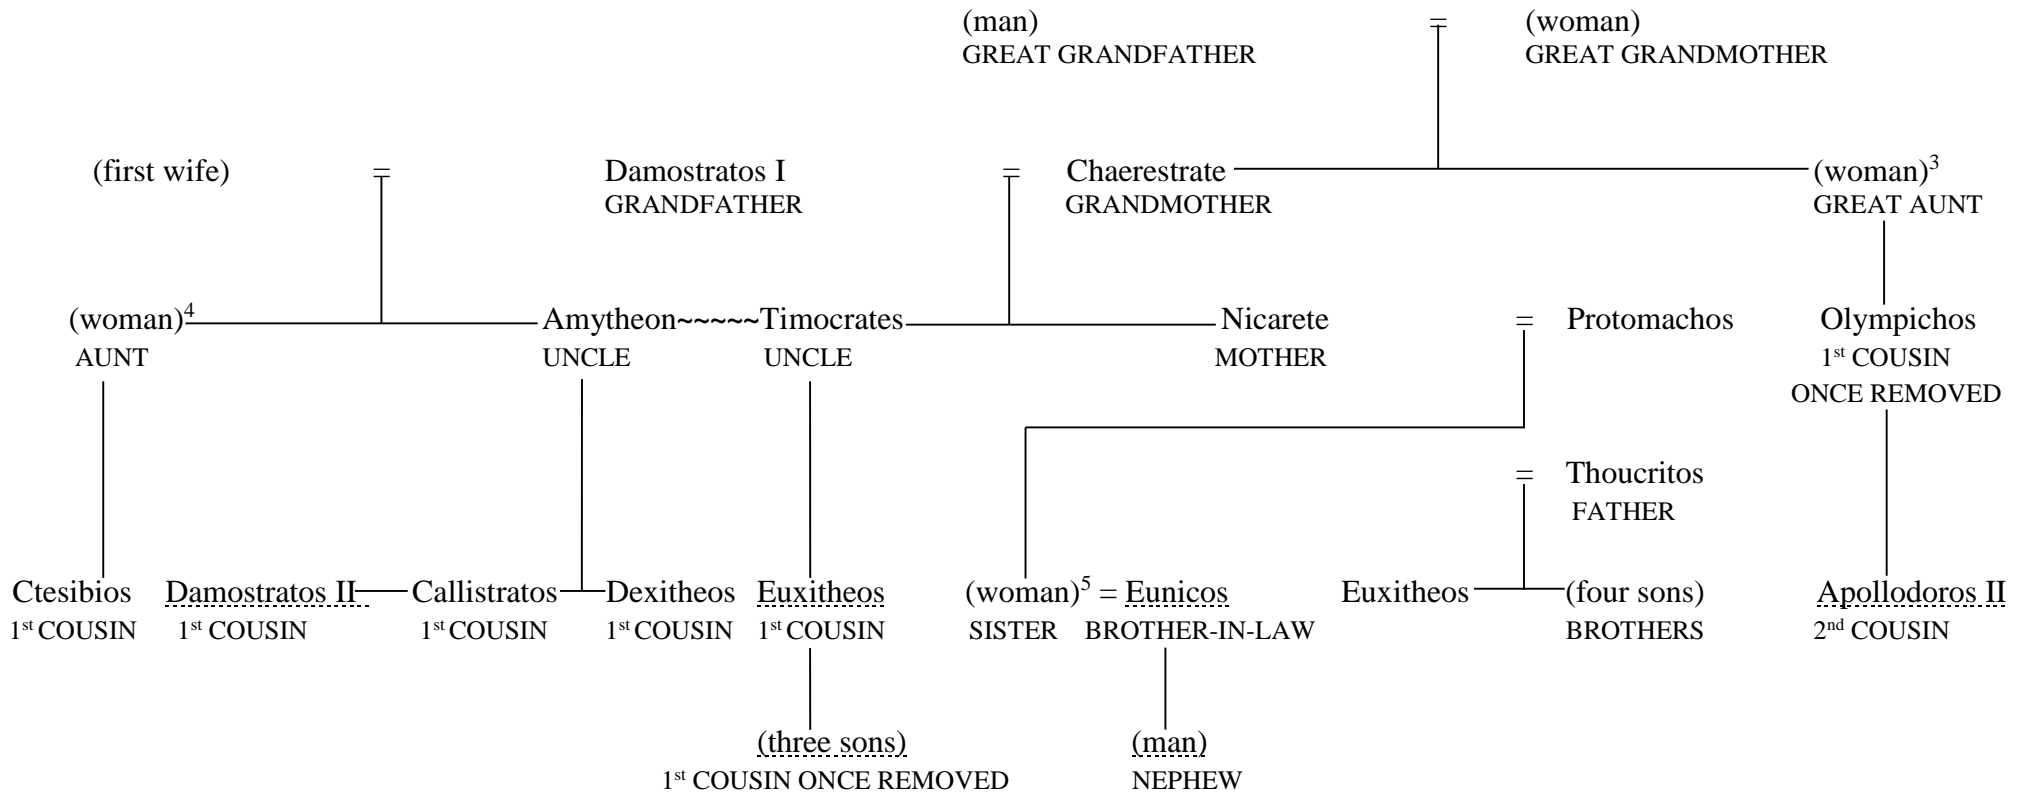 (man) = (woman)
GREAT GRANDFATHER GREAT GRANDMOTHER
(first wife) = Damostratos I = Chaerestrate (woman)³
GRANDFATHER GRANDMOTHER GREAT AUNT
(woman)⁴ Amytheon~~~~~Timocrates Nicarete = Protomachos Olympichos
AUNT UNCLE UNCLE MOTHER 1st COUSIN
ONCE REMOVED
= Thoucritos
FATHER
Ctesibios Damostratos II Callistratos Dexitheos Euxitheos (woman)⁵ = Eunicos Euxitheos (four sons) Apollodoros II
1st COUSIN 1st COUSIN 1st COUSIN 1st COUSIN 1st COUSIN SISTER BROTHER-IN-LAW BROTHERS 2nd COUSIN
(three sons) (man)
1st COUSIN ONCE REMOVED NEPHEW